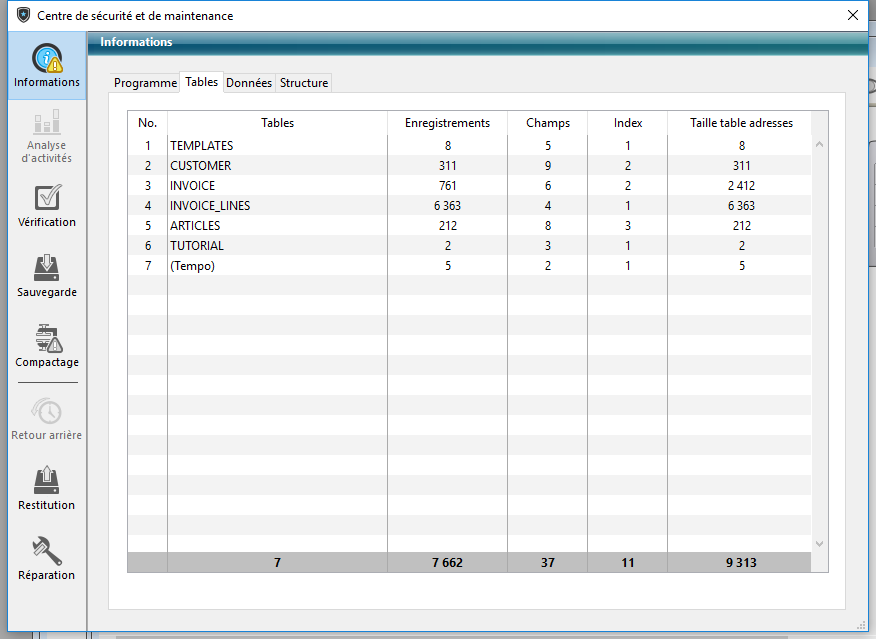 Centre de sécurité et de maintenance
Informations
Informations
Analyse
d'activités
Vérification
Sauvegarde
Compactage
Retour arrière
Restitution
Réparation
Programme Tables Données Structure
No. Tables Enregistrements Champs Index Taille table adresses
1 TEMPLATES 8 5 1 8
2 CUSTOMER 311 9 2 311
3 INVOICE 761 6 2 2 412
4 INVOICE_LINES 6 363 4 1 6 363
5 ARTICLES 212 8 3 212
6 TUTORIAL 2 3 1 2
7 (Tempo) 5 2 1 5
7 7 662 37 11 9 313